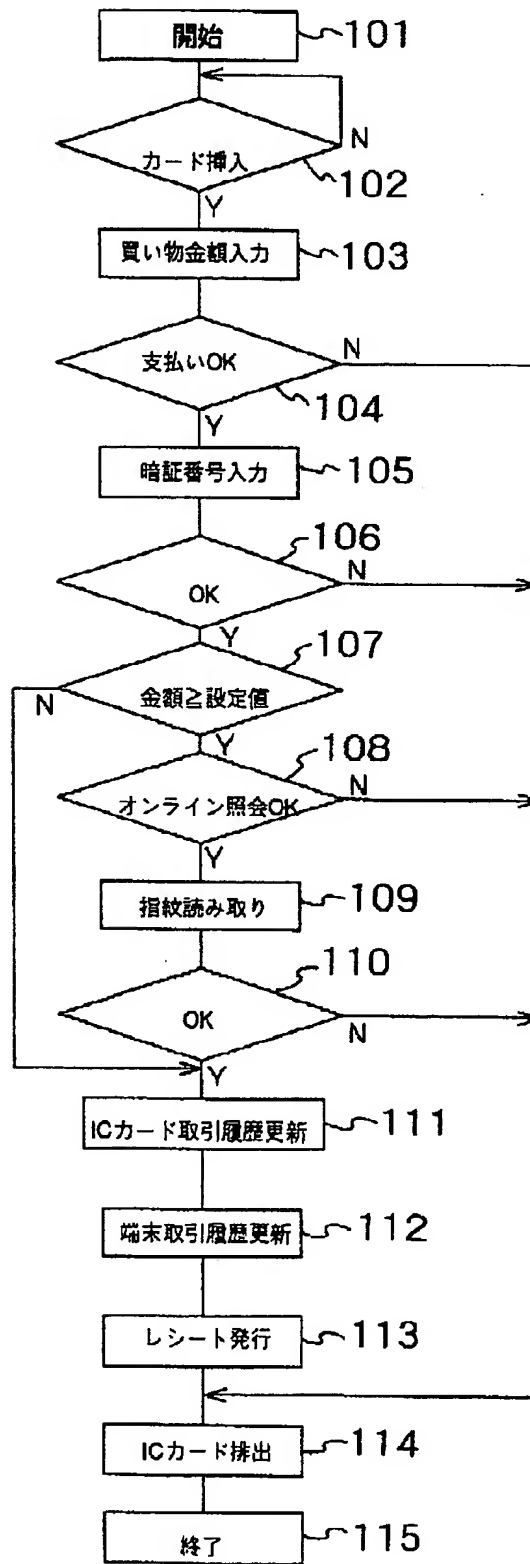 開始
101
N
カード挿入
102
Y
買い物金額入力
103
支払いOK
N
104
Y
暗証番号入力
105
106
N
OK
Y
107
N
金額≧設定値
Y
108
N
オンライン照会OK
Y
指紋読み取り
109
110
OK
N
Y
ICカード取引履歴更新
111
端末取引履歴更新
112
レシート発行
113
ICカード排出
114
終了
115